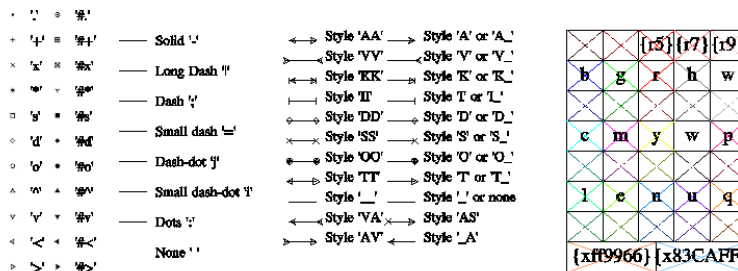 '.' '#.'
'+' '#+'
'x' '#x'
'*' '#*'
's' '#s'
'd' '#d'
'o' '#o'
'^' '#^'
'v' '#v'
'<' '#<'
'>' '#>'
Solid '-'
Long Dash '|'
Dash ';'
Small dash '='
Dash-dot 'j'
Small dash-dot 'i'
Dots ':'
None ' '
Style 'AA' Style 'A' or 'A_'
Style 'VV' Style 'V' or 'V_'
Style 'KK' Style 'K' or 'K_'
Style 'II' Style 'I' or 'I_'
Style 'DD' Style 'D' or 'D_'
Style 'SS' Style 'S' or 'S_'
Style 'OO' Style 'O' or 'O_'
Style 'TT' Style 'T' or 'T_'
Style '__' Style '_' or none
Style 'VA' Style 'AS'
Style 'AV' Style '_A'
{r5} {r7} {r9
b g r h w
c m y w p
l e n u q
{xff9966} {x83CAFF